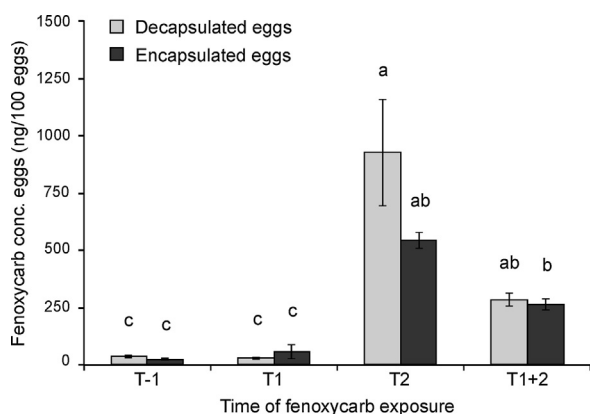 Fenoxycarb conc. eggs (ng/100 eggs)
1500
1250
1000
750
500
250
0
Decapsulated eggs
Encapsulated eggs
c
c
c
c
a
ab
ab
b
T-1
T1
T2
T1+2
Time of fenoxycarb exposure